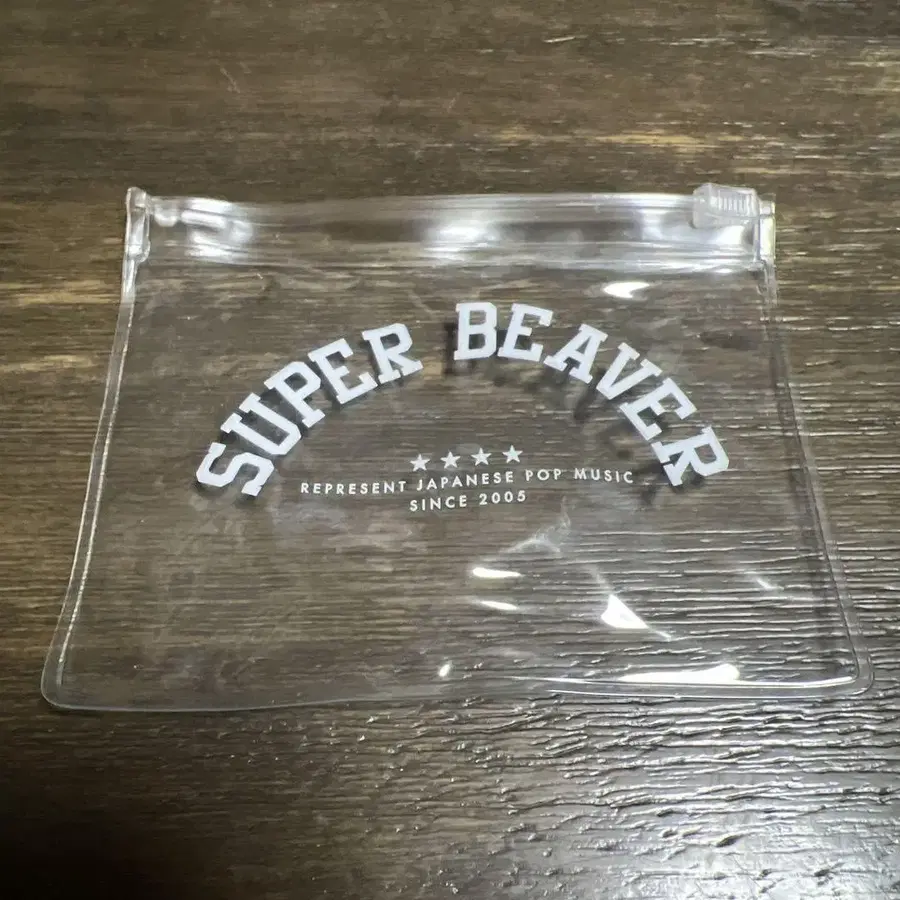 SUPER BEAVER
★★★★
REPRESENT JAPANESE POP MUSIC
SINCE 2005